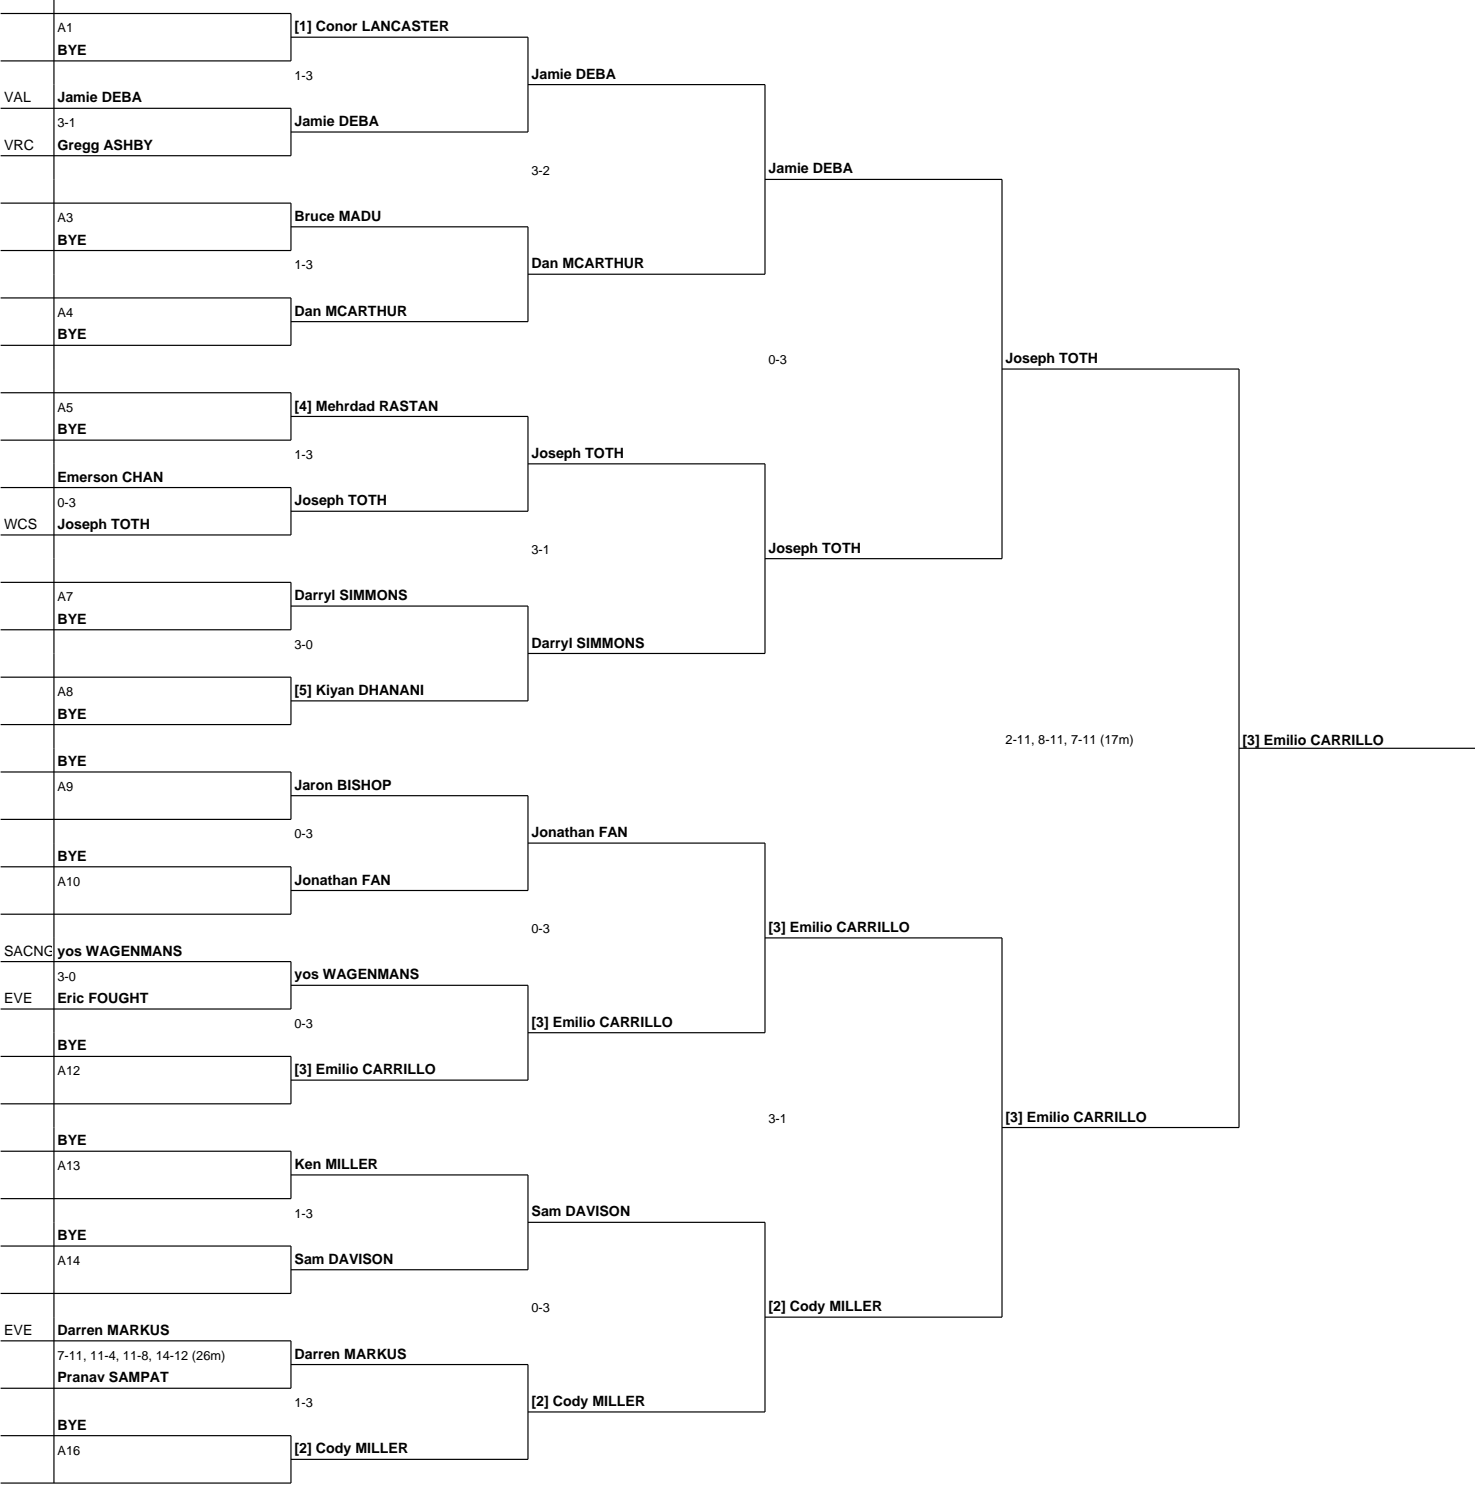 A1
[1] Conor LANCASTER
BYE
1-3
Jamie DEBA
VAL Jamie DEBA
3-1
Jamie DEBA
VRC Gregg ASHBY
3-2
Jamie DEBA
A3
Bruce MADU
BYE
1-3
Dan MCARTHUR
A4
Dan MCARTHUR
BYE
0-3
Joseph TOTH
A5
[4] Mehrdad RASTAN
BYE
1-3
Joseph TOTH
Emerson CHAN
0-3
Joseph TOTH
WCS Joseph TOTH
3-1
Joseph TOTH
A7
Darryl SIMMONS
BYE
3-0
Darryl SIMMONS
A8
[5] Kiyan DHANANI
BYE
2-11, 8-11, 7-11 (17m)
[3] Emilio CARRILLO
BYE
A9
Jaron BISHOP
0-3
Jonathan FAN
BYE
A10
Jonathan FAN
0-3
[3] Emilio CARRILLO
SACNG yos WAGENMANS
3-0
yos WAGENMANS
EVE Eric FOUGHT
0-3
[3] Emilio CARRILLO
BYE
A12
[3] Emilio CARRILLO
3-1
[3] Emilio CARRILLO
BYE
A13
Ken MILLER
1-3
Sam DAVISON
BYE
A14
Sam DAVISON
0-3
[2] Cody MILLER
EVE Darren MARKUS
7-11, 11-4, 11-8, 14-12 (26m)
Darren MARKUS
Pranav SAMPAT
1-3
[2] Cody MILLER
BYE
A16
[2] Cody MILLER